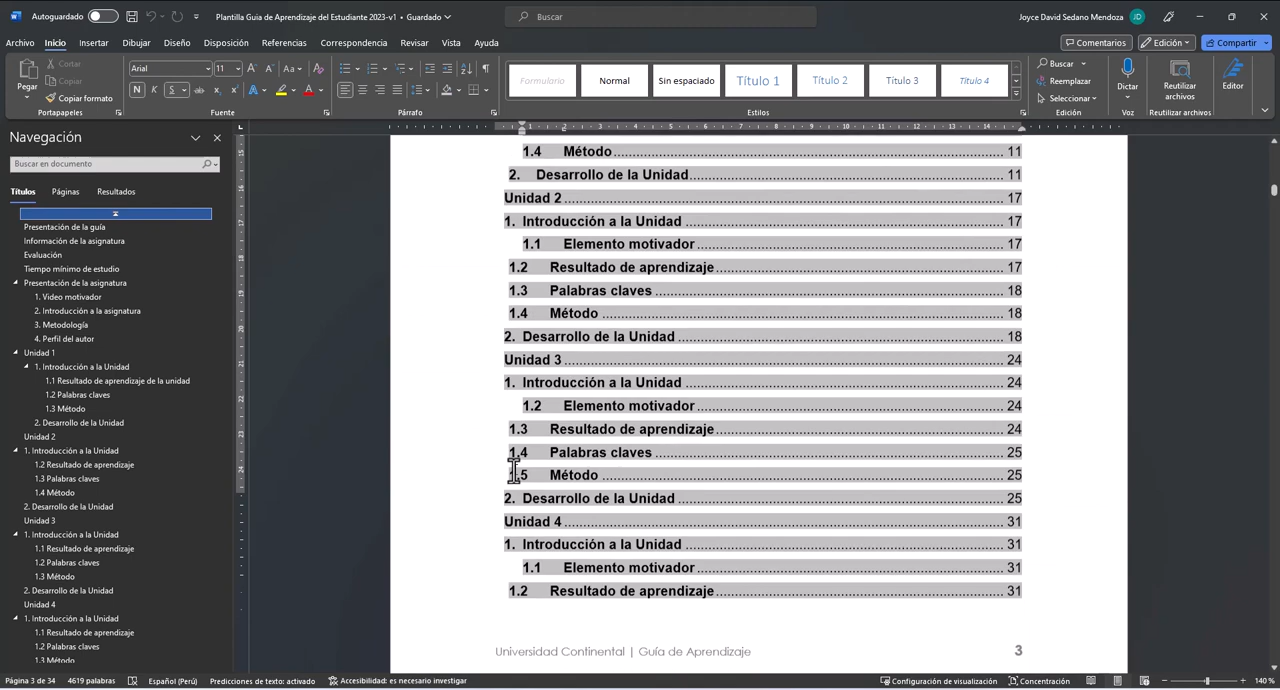 Autoguardado
Plantilla Guia de Aprendizaje del Estudiante 2023-v1 • Guardado
Buscar
Joyce David Sedano Mendoza
JD
Archivo Inicio Insertar Dibujar Diseño Disposición Referencias Correspondencia Revisar Vista Ayuda
Comentarios Edición Compartir
Pegar
Cortar
Copiar
Copiar formato
Portapapeles
Arial 11
Fuente
Párrafo
Formulario Normal Sin espaciado Título 1 Título 2 Título 3 Título 4
Estilos
Buscar
Reemplazar
Seleccionar
Edición
Dictar
Voz
Reutilizar archivos
Reutilizar archivos
Editor
Navegación
Buscar en documento
Títulos Páginas Resultados
Presentación de la guía
Información de la asignatura
Evaluación
Tiempo mínimo de estudio
Presentación de la asignatura
1. Video motivador
2. Introducción a la asignatura
3. Metodología
4. Perfil del autor
Unidad 1
1. Introducción a la Unidad
1.1 Resultado de aprendizaje de la unidad
1.2 Palabras claves
1.3 Método
2. Desarrollo de la Unidad
Unidad 2
1. Introducción a la Unidad
1.2 Resultado de aprendizaje
1.3 Palabras claves
1.4 Método
2. Desarrollo de la Unidad
Unidad 3
1. Introducción a la Unidad
1.1 Resultado de aprendizaje
1.2 Palabras claves
1.3 Método
2. Desarrollo de la Unidad
Unidad 4
1. Introducción a la Unidad
1.1 Resultado de aprendizaje
1.2 Palabras claves
1.3 Método
1.4 Método 11
2. Desarrollo de la Unidad 11
Unidad 2 17
1. Introducción a la Unidad 17
1.1 Elemento motivador 17
1.2 Resultado de aprendizaje 17
1.3 Palabras claves 18
1.4 Método 18
2. Desarrollo de la Unidad 18
Unidad 3 24
1. Introducción a la Unidad 24
1.2 Elemento motivador 24
1.3 Resultado de aprendizaje 24
1.4 Palabras claves 25
1.5 Método 25
2. Desarrollo de la Unidad 25
Unidad 4 31
1. Introducción a la Unidad 31
1.1 Elemento motivador 31
1.2 Resultado de aprendizaje 31
Universidad Continental | Guía de Aprendizaje 3
Página 3 de 34 4619 palabras Español (Perú) Predicciones de texto: activado Accesibilidad: es necesario investigar Configuración de visualización Concentración 140 %